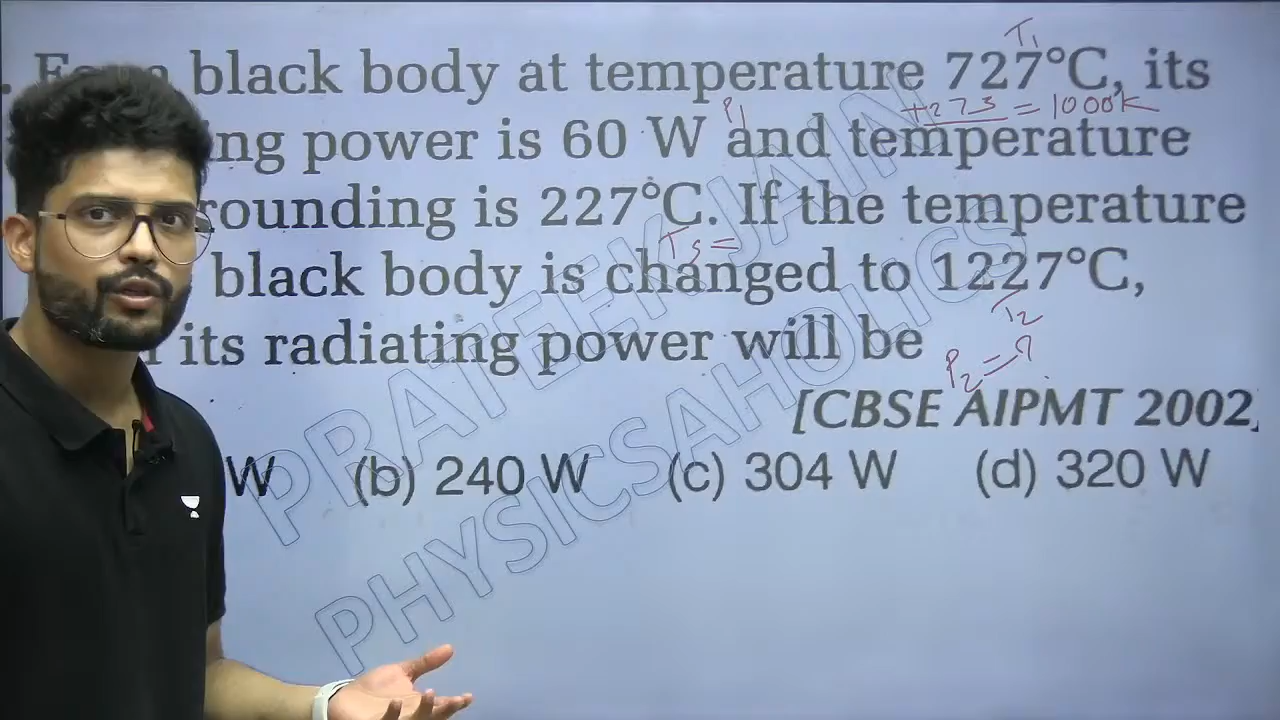 T₁
black body at temperature 727°C, its
+273 = 1000K
ng power is 60 W P₁ and temperature
rounding is 227°C. If the temperature
Ts =
black body is changed to 1227°C,
T₂
its radiating power will be
P₂ = ?
[CBSE AIPMT 2002]
W (b) 240 W (c) 304 W (d) 320 W
PRATEEK JAIN
PHYSICSAHOLICS